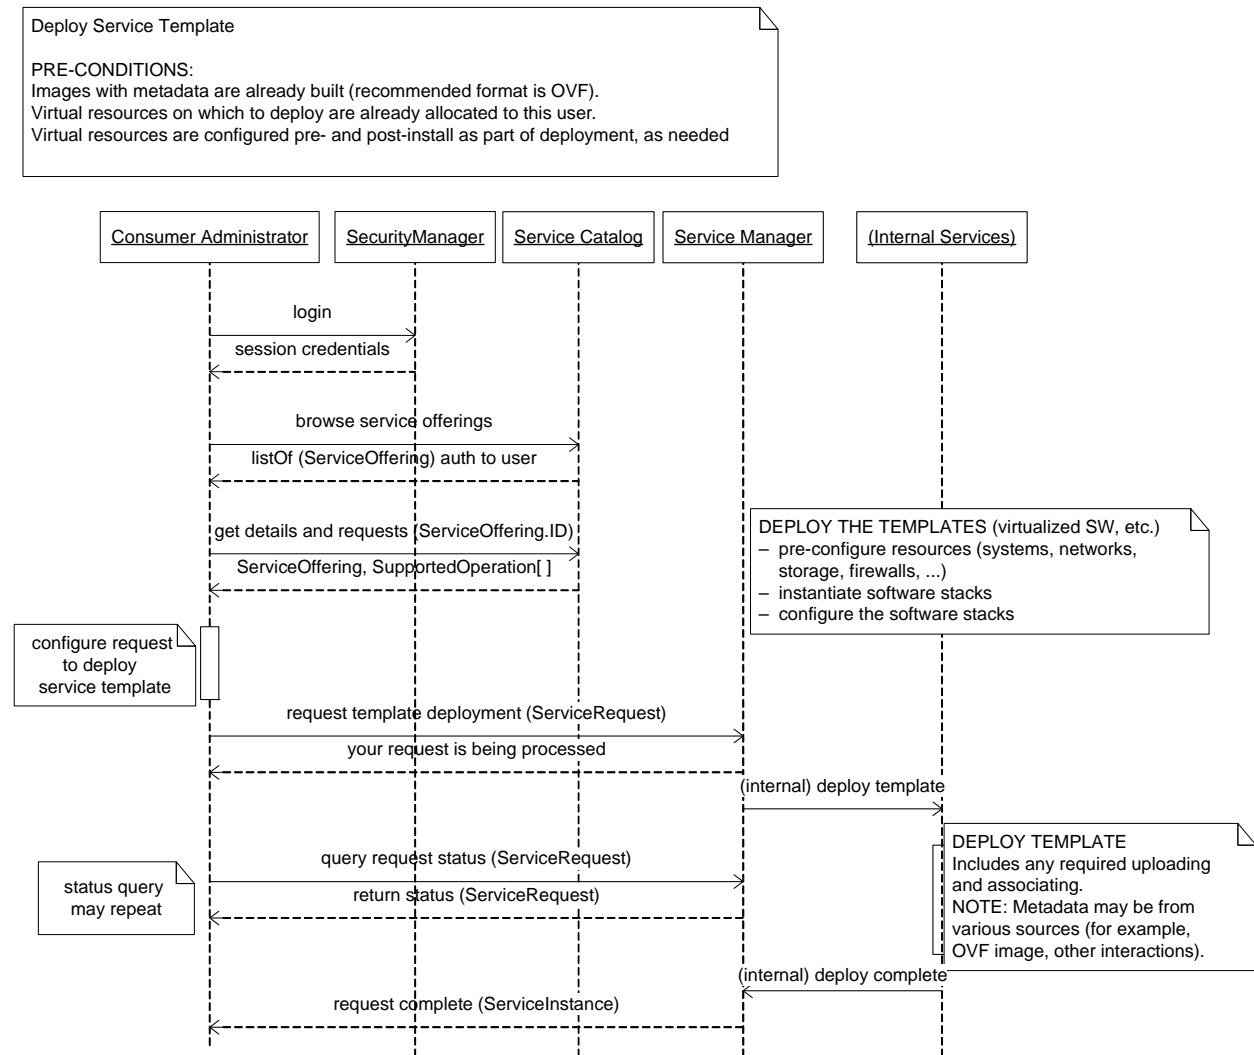 Deploy Service Template
PRE-CONDITIONS:
Images with metadata are already built (recommended format is OVF).
Virtual resources on which to deploy are already allocated to this user.
Virtual resources are configured pre- and post-install as part of deployment, as needed
Consumer Administrator
SecurityManager
Service Catalog
Service Manager
(Internal Services)
login
session credentials
browse service offerings
listOf (ServiceOffering) auth to user
get details and requests (ServiceOffering.ID)
ServiceOffering, SupportedOperation[ ]
DEPLOY THE TEMPLATES (virtualized SW, etc.)
– pre-configure resources (systems, networks,
storage, firewalls, ...)
– instantiate software stacks
– configure the software stacks
configure request
to deploy
service template
request template deployment (ServiceRequest)
your request is being processed
(internal) deploy template
query request status (ServiceRequest)
return status (ServiceRequest)
status query
may repeat
DEPLOY TEMPLATE
Includes any required uploading
and associating.
NOTE: Metadata may be from
various sources (for example,
OVF image, other interactions).
(internal) deploy complete
request complete (ServiceInstance)